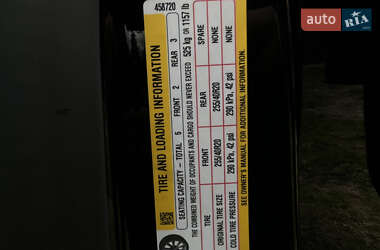 auto RIA.com
458720
TIRE AND LOADING INFORMATION
SEATING CAPACITY - TOTAL 5 FRONT 2 REAR 3
THE COMBINED WEIGHT OF OCCUPANTS AND CARGO SHOULD NEVER EXCEED 525 kg OR 1157 lb
TIRE FRONT REAR SPARE
ORIGINAL TIRE SIZE 255/40R20 255/40R20 NONE
COLD TIRE PRESSURE 290 kPa, 42 psi 290 kPa, 42 psi NONE
SEE OWNER'S MANUAL FOR ADDITIONAL INFORMATION